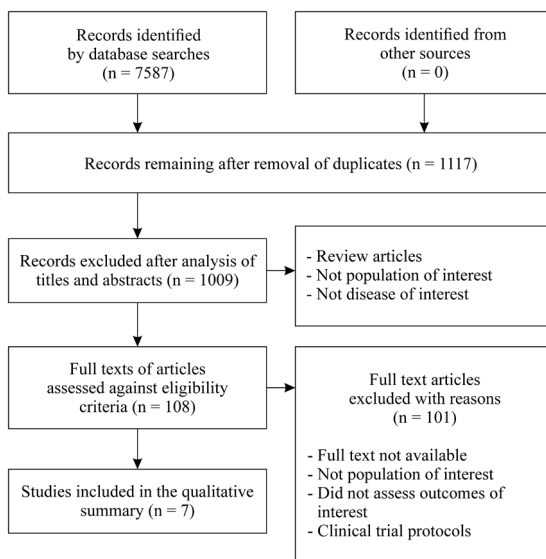 Records identified
by database searches
(n = 7587)
Records identified from
other sources
(n = 0)
Records remaining after removal of duplicates (n = 1117)
Records excluded after analysis of
titles and abstracts (n = 1009)
- Review articles
- Not population of interest
- Not disease of interest
Full texts of articles
assessed against eligibility
criteria (n = 108)
Full text articles
excluded with reasons
(n = 101)
- Full text not available
- Not population of interest
- Did not assess outcomes of
interest
- Clinical trial protocols
Studies included in the qualitative
summary (n = 7)